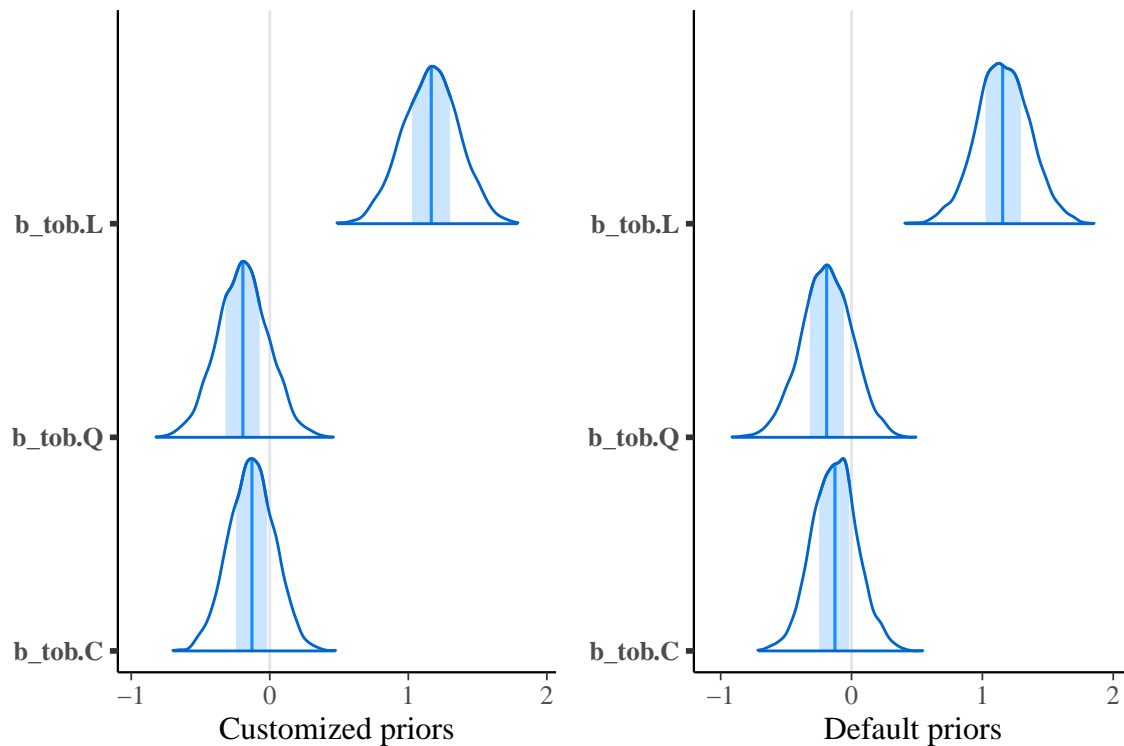 b_tob.L
b_tob.Q
b_tob.C
−1 0 1 2
Customized priors
b_tob.L
b_tob.Q
b_tob.C
−1 0 1 2
Default priors